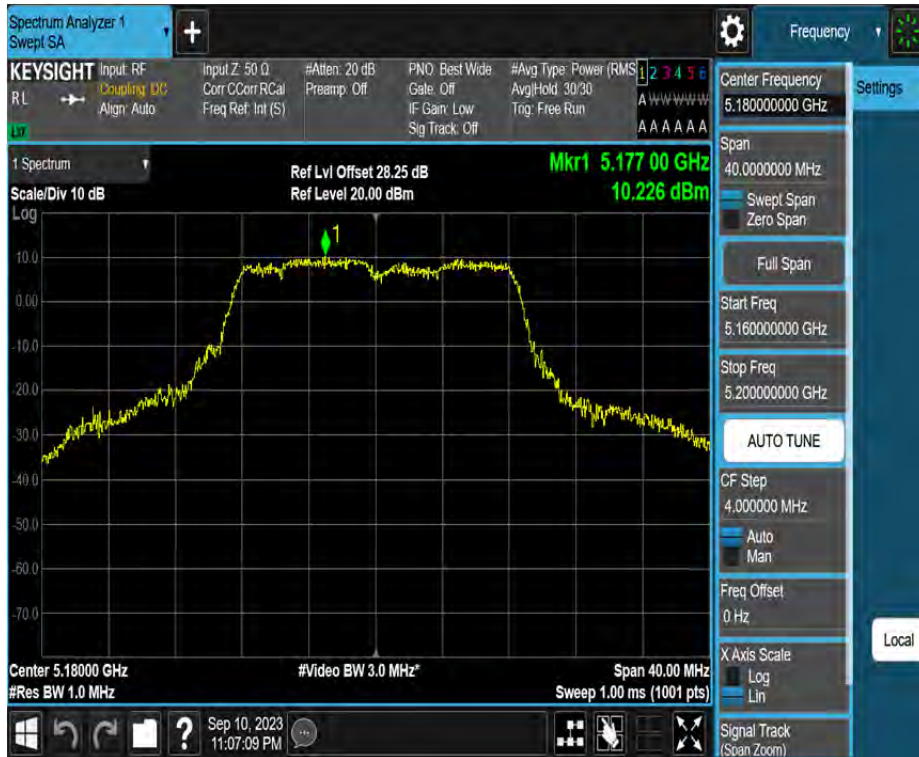 Spectrum Analyzer 1
Swept SA
+
Frequency
KEYSIGHT
RL
Input: RF
Coupling: DC
Align: Auto
Input Z: 50 Ω
Corr CCorr RCal
Freq Ref: Int (S)
#Atten: 20 dB
Preamp: Off
PNO: Best Wide
Gate: Off
IF Gain: Low
Sig Track: Off
#Avg Type: Power (RMS
Avg|Hold: 30/30
Trig: Free Run
1 2 3 4 5 6
A W W W W W
A A A A A A
1 Spectrum
Scale/Div 10 dB
Log
Ref Lvl Offset 28.25 dB
Ref Level 20.00 dBm
Mkr1 5.177 00 GHz
10.226 dBm
1
10.0
0.00
-10.0
-20.0
-30.0
-40.0
-50.0
-70.0
Center 5.18000 GHz
#Res BW 1.0 MHz
#Video BW 3.0 MHz*
Span 40.00 MHz
Sweep 1.00 ms (1001 pts)
?
Sep 10, 2023
11:07:09 PM
Center Frequency
5.180000000 GHz
Span
40.0000000 MHz
Swept Span
Zero Span
Full Span
Start Freq
5.160000000 GHz
Stop Freq
5.200000000 GHz
AUTO TUNE
CF Step
4.000000 MHz
Auto
Man
Freq Offset
0 Hz
X Axis Scale
Log
Lin
Signal Track
(Span Zoom)
Settings
Local